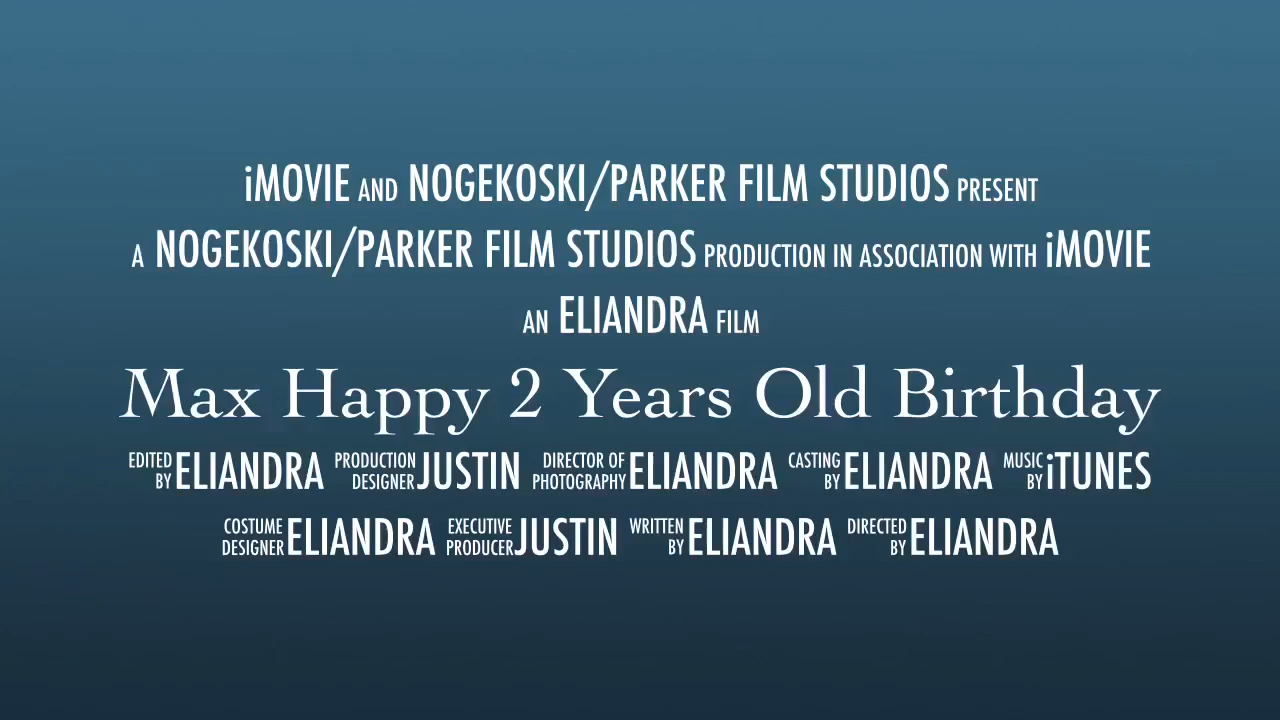 iMOVIE AND NOGEKOSKI/PARKER FILM STUDIOS PRESENT
A NOGEKOSKI/PARKER FILM STUDIOS PRODUCTION IN ASSOCIATION WITH iMOVIE
AN ELIANDRA FILM
Max Happy 2 Years Old Birthday
EDITED BY ELIANDRA PRODUCTION DESIGNER JUSTIN DIRECTOR OF PHOTOGRAPHY ELIANDRA CASTING BY ELIANDRA MUSIC BY iTUNES
COSTUME DESIGNER ELIANDRA EXECUTIVE PRODUCER JUSTIN WRITTEN BY ELIANDRA DIRECTED BY ELIANDRA